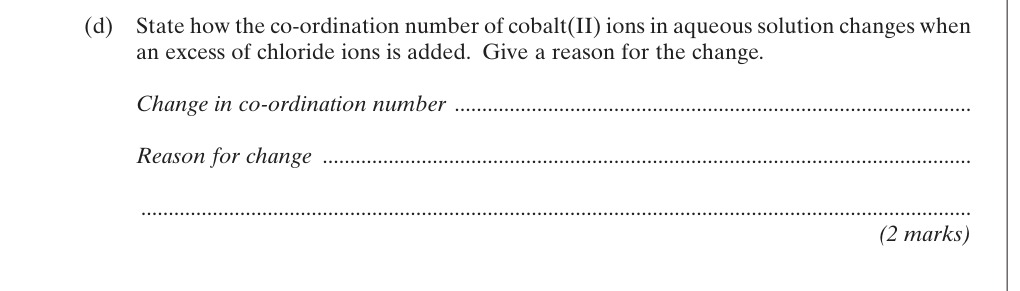 (d) State how the co-ordination number of cobalt(II) ions in aqueous solution changes when
an excess of chloride ions is added. Give a reason for the change.
Change in co-ordination number ..............................................................................................
Reason for change ......................................................................................................................
.......................................................................................................................................................
(2 marks)